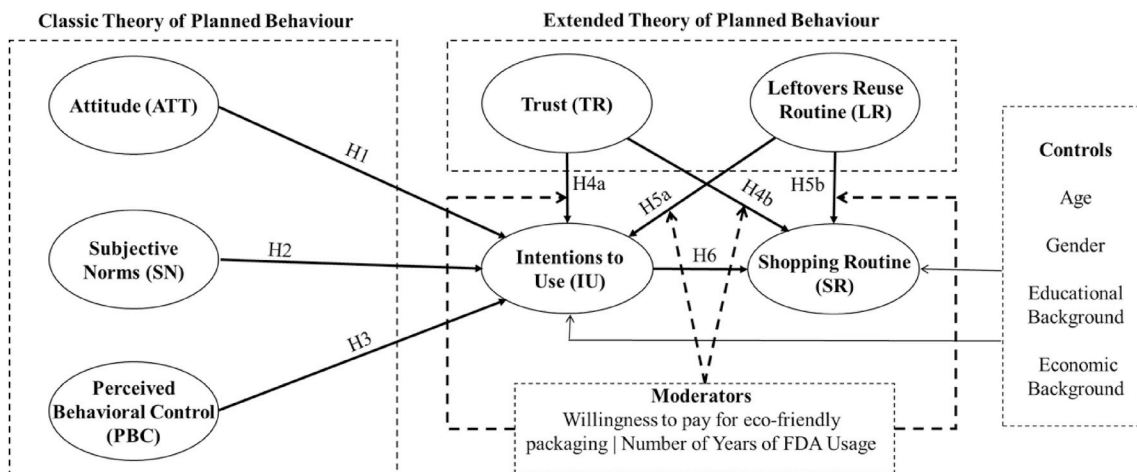 Classic Theory of Planned Behaviour
Extended Theory of Planned Behaviour
Attitude (ATT)
Trust (TR)
Leftovers Reuse
Routine (LR)
Controls
Age
Gender
Educational
Background
Economic
Background
H1
H4a
H5a
H4b
H5b
Subjective
Norms (SN)
H2
Intentions to
Use (IU)
H6
Shopping Routine
(SR)
H3
Perceived
Behavioral Control
(PBC)
Moderators
Willingness to pay for eco-friendly
packaging | Number of Years of FDA Usage